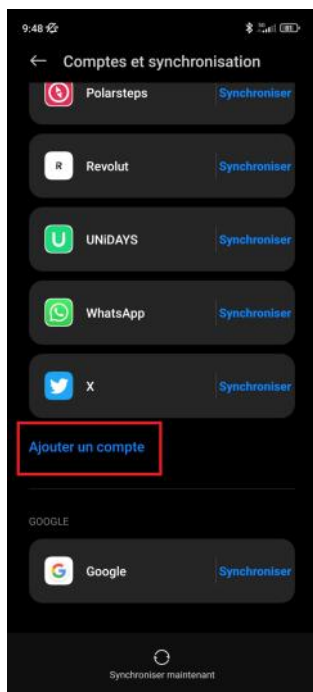 9:48
← Comptes et synchronisation
Polarsteps Synchroniser
R Revolut Synchroniser
U UNiDAYS Synchroniser
WhatsApp Synchroniser
X Synchroniser
Ajouter un compte
GOOGLE
G Google Synchroniser
Synchroniser maintenant